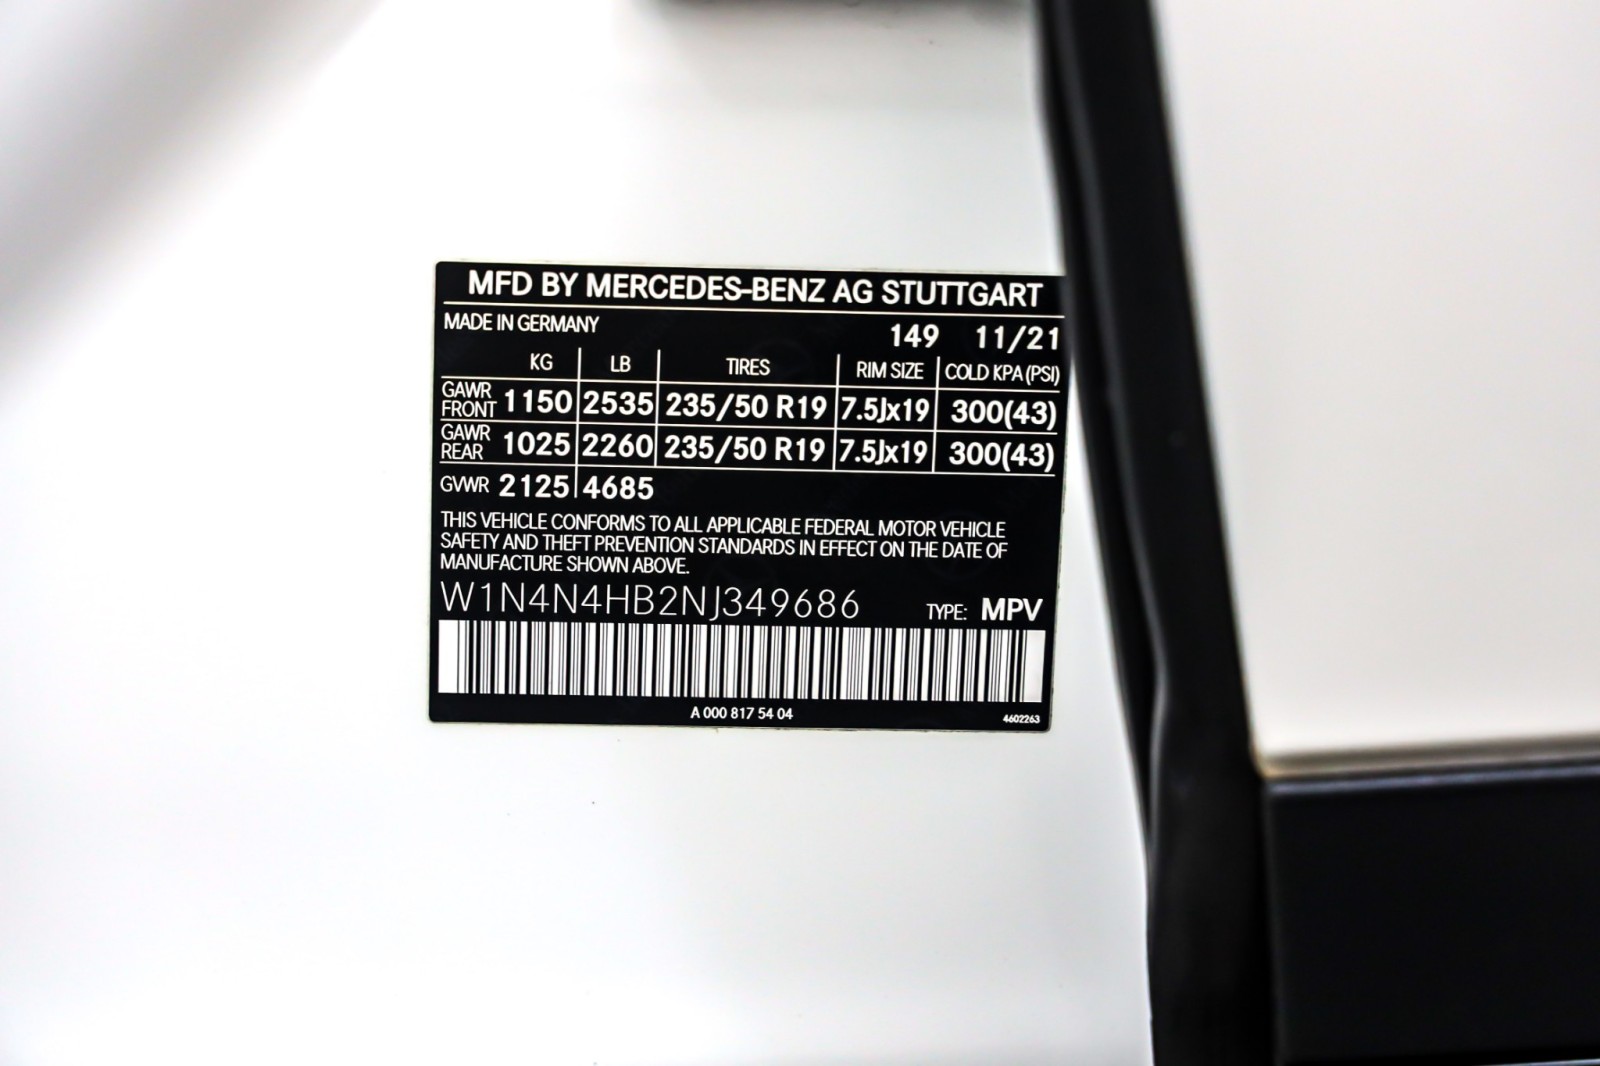 MFD BY MERCEDES-BENZ AG STUTTGART
MADE IN GERMANY 149 11/21
KG LB TIRES RIM SIZE COLD KPA (PSI)
GAWR FRONT 1150 2535 235/50 R19 7.5Jx19 300(43)
GAWR REAR 1025 2260 235/50 R19 7.5Jx19 300(43)
GVWR 2125 4685
THIS VEHICLE CONFORMS TO ALL APPLICABLE FEDERAL MOTOR VEHICLE
SAFETY AND THEFT PREVENTION STANDARDS IN EFFECT ON THE DATE OF
MANUFACTURE SHOWN ABOVE.
W1N4N4HB2NJ349686 TYPE: MPV
A 000 817 54 04 4602263